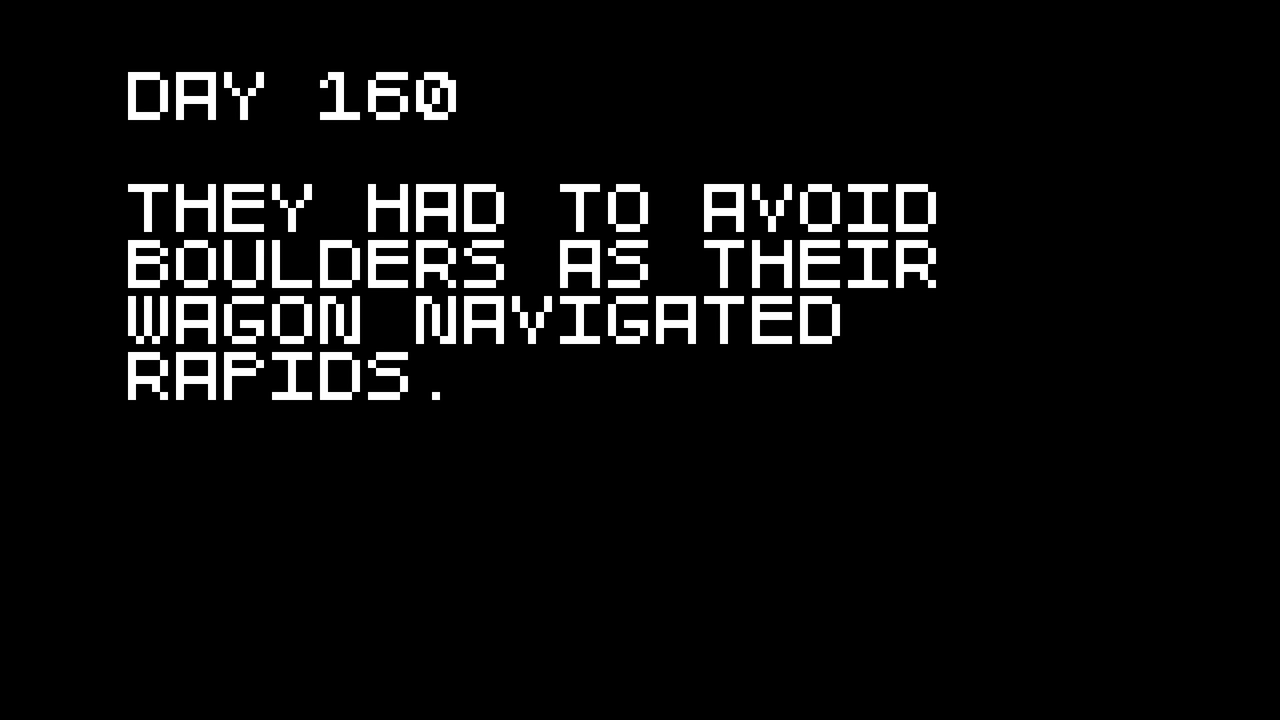 DAY 160
THEY HAD TO AVOID
BOULDERS AS THEIR
WAGON NAVIGATED
RAPIDS.